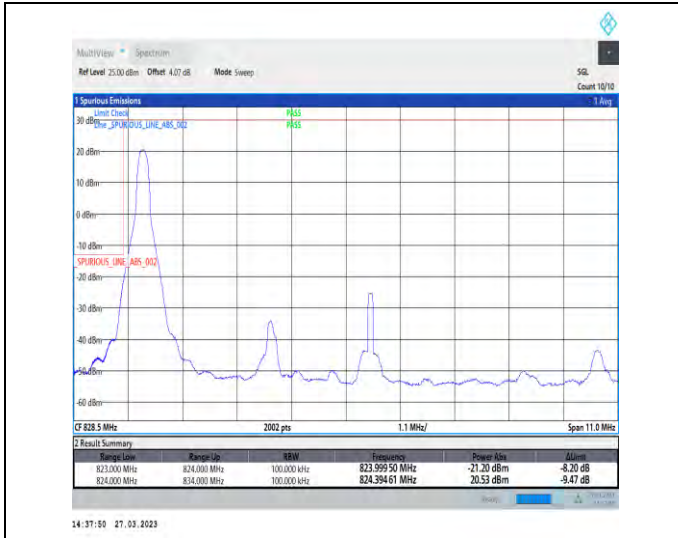 MultiView Spectrum
Ref Level 25.00 dBm Offset 4.07 dB Mode Sweep SGL
Count 10/10
1 Spurious Emissions 1 Avg
Limit Check PASS
30 dBm
Line _SPURIOUS_LINE_ABS_002 PASS
20 dBm
10 dBm
0 dBm
-10 dBm
SPURIOUS_LINE_ABS_002
-20 dBm
-30 dBm
-40 dBm
-50 dBm
-60 dBm
CF 828.5 MHz 2002 pts 1.1 MHz/ Span 11.0 MHz
2 Result Summary
Range Low Range Up RBW Frequency Power Abs ΔLimit
823.000 MHz 824.000 MHz 100.000 kHz 823.99950 MHz -21.20 dBm -8.20 dB
824.000 MHz 834.000 MHz 100.000 kHz 824.39461 MHz 20.53 dBm -9.47 dB
Ready
14:37:50 27.03.2023